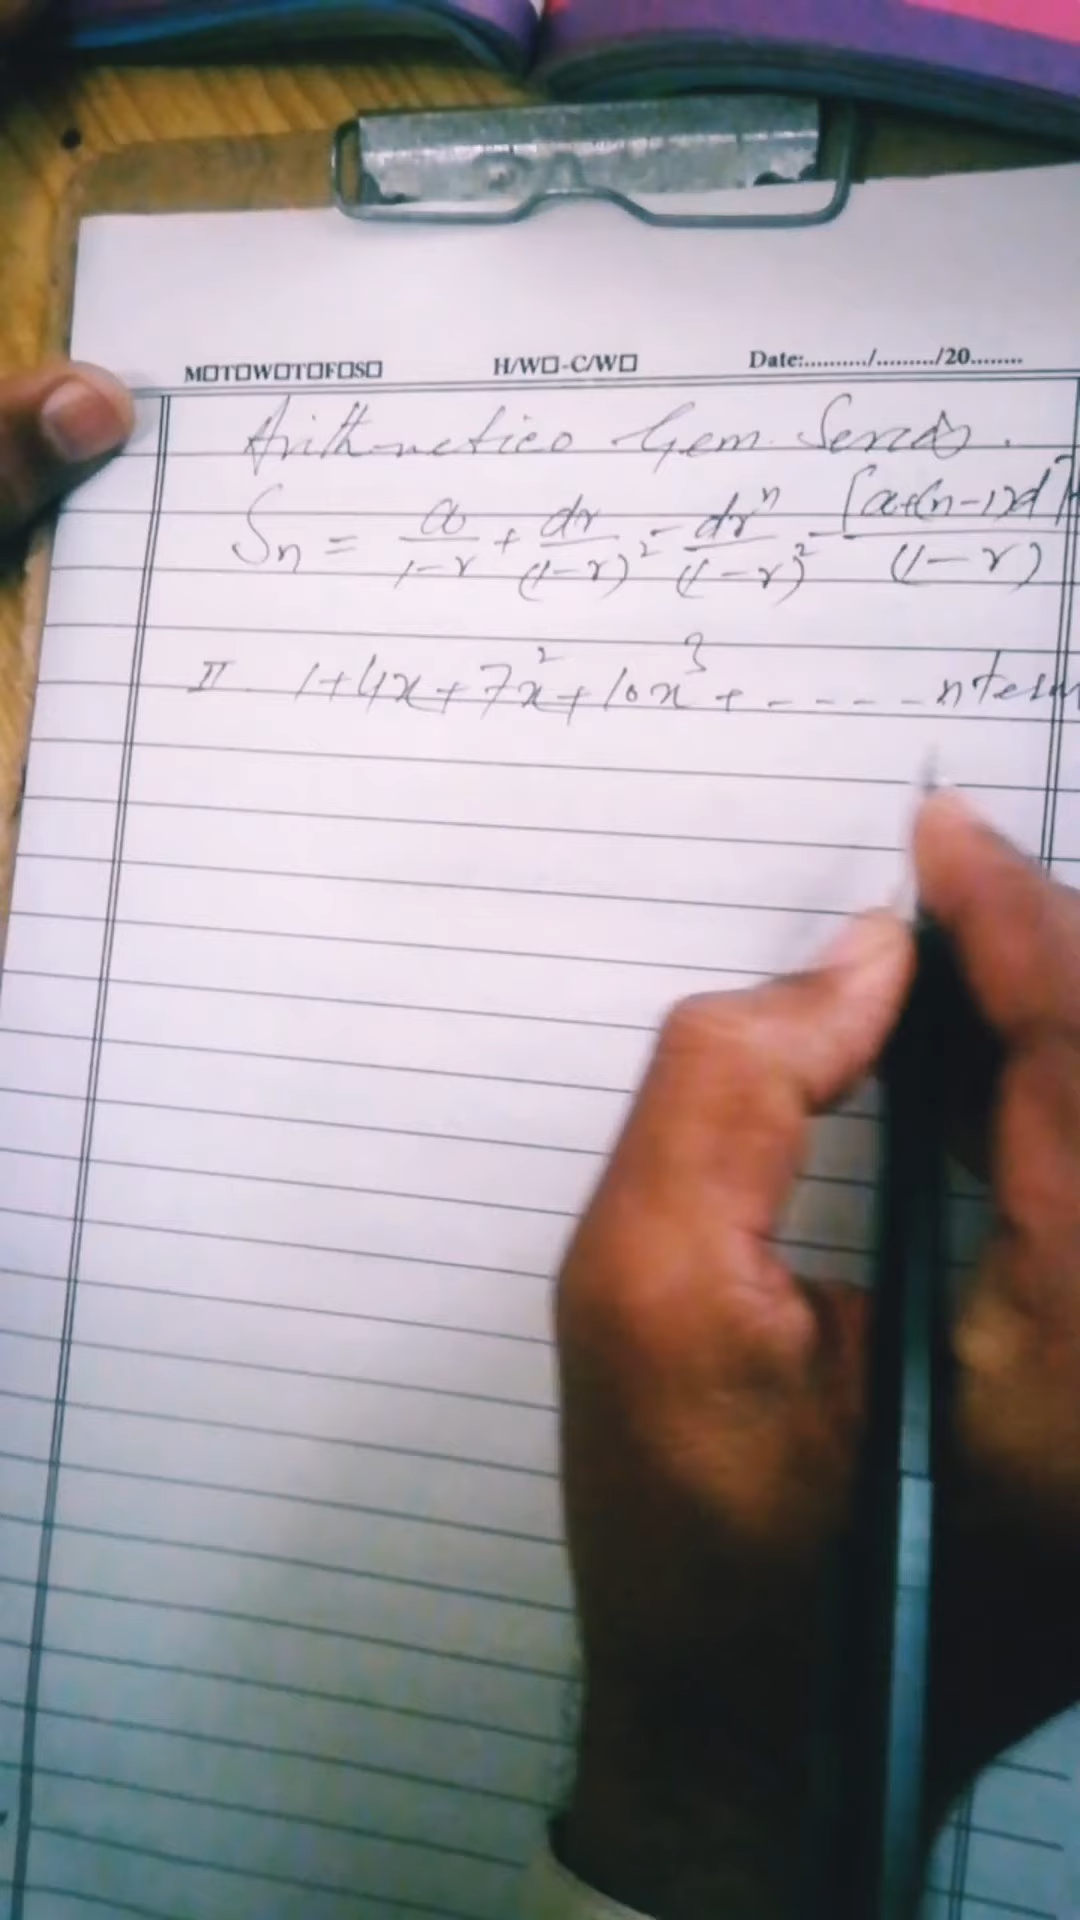 M☐T☐W☐T☐F☐S☐ H/W☐-C/W☐ Date:........../........./20........
Arithmetico Gem. Series.
Sn = a/(1-r) + dr/(1-r)² - drⁿ/(1-r)² - [a+(n-1)d]/(1-r)
II 1+4x+7x²+10x³+ - - - - - n term